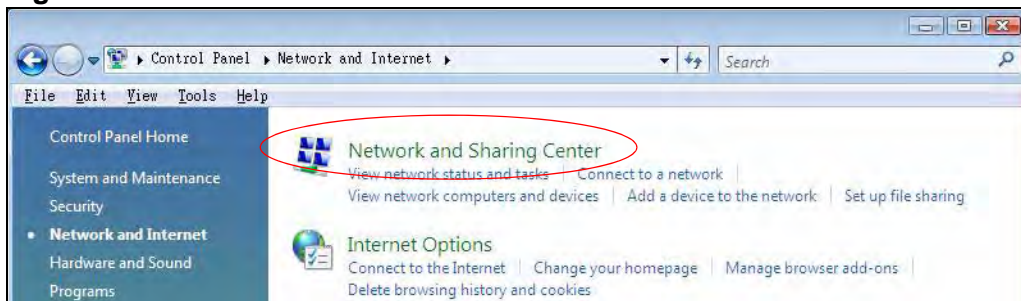 Control Panel Network and Internet Search
File Edit View Tools Help
Control Panel Home
System and Maintenance
Security
Network and Internet
Hardware and Sound
Programs
Network and Sharing Center
View network status and tasks Connect to a network
View network computers and devices Add a device to the network Set up file sharing
Internet Options
Connect to the Internet Change your homepage Manage browser add-ons
Delete browsing history and cookies